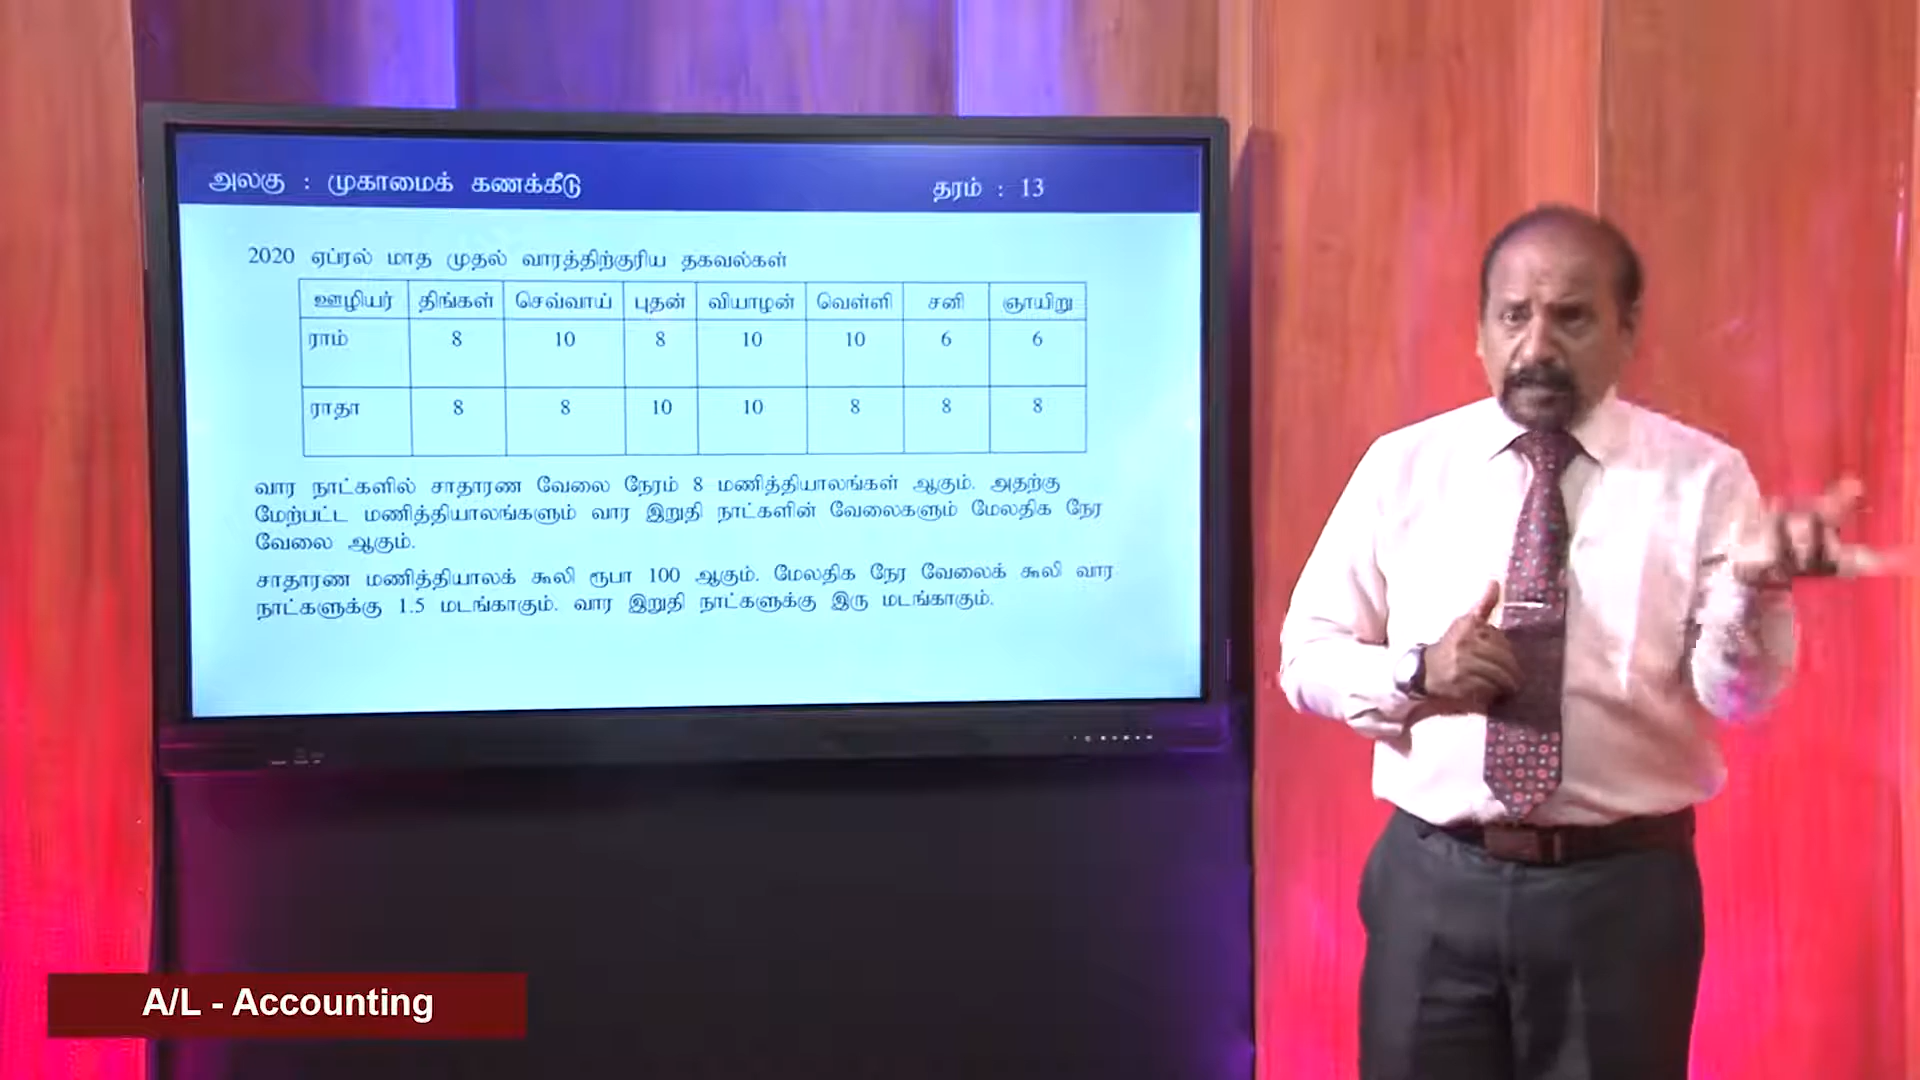 அலகு : முகாமைக் கணக்கீடு தரம் : 13
2020 ஏப்ரல் மாத முதல் வாரத்திற்குரிய தகவல்கள்
ஊழியர் திங்கள் செவ்வாய் புதன் வியாழன் வெள்ளி சனி ஞாயிறு
ராம் 8 10 8 10 10 6 6
ராதா 8 8 10 10 8 8 8
வார நாட்களில் சாதாரண வேலை நேரம் 8 மணித்தியாலங்கள் ஆகும். அதற்கு
மேற்பட்ட மணித்தியாலங்களும் வார இறுதி நாட்களின் வேலைகளும் மேலதிக நேர
வேலை ஆகும்.
சாதாரண மணித்தியாலக் கூலி ரூபா 100 ஆகும். மேலதிக நேர வேலைக் கூலி வார
நாட்களுக்கு 1.5 மடங்காகும். வார இறுதி நாட்களுக்கு இரு மடங்காகும்.
A/L - Accounting